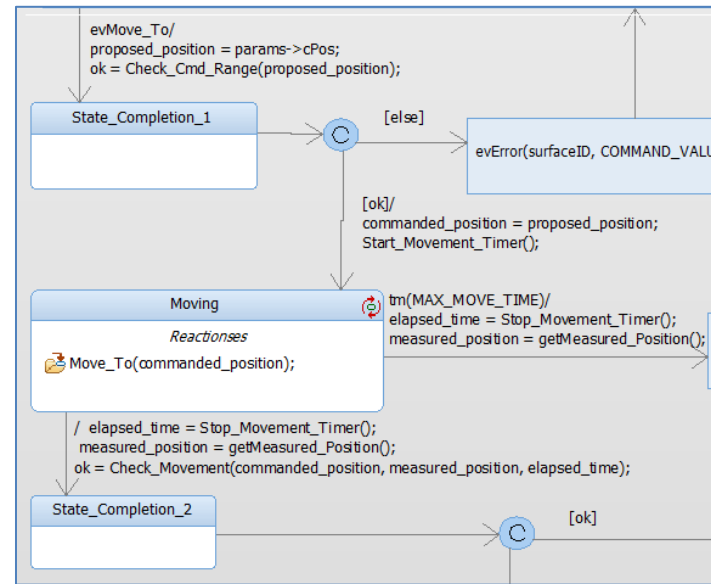 evMove_To/
proposed_position = params->cPos;
ok = Check_Cmd_Range(proposed_position);
State_Completion_1
C
[else]
evError(surfaceID, COMMAND_VALU
[ok]/
commanded_position = proposed_position;
Start_Movement_Timer();
Moving
Reactionses
Move_To(commanded_position);
tm(MAX_MOVE_TIME)/
elapsed_time = Stop_Movement_Timer();
measured_position = getMeasured_Position();
/ elapsed_time = Stop_Movement_Timer();
measured_position = getMeasured_Position();
ok = Check_Movement(commanded_position, measured_position, elapsed_time);
State_Completion_2
C
[ok]